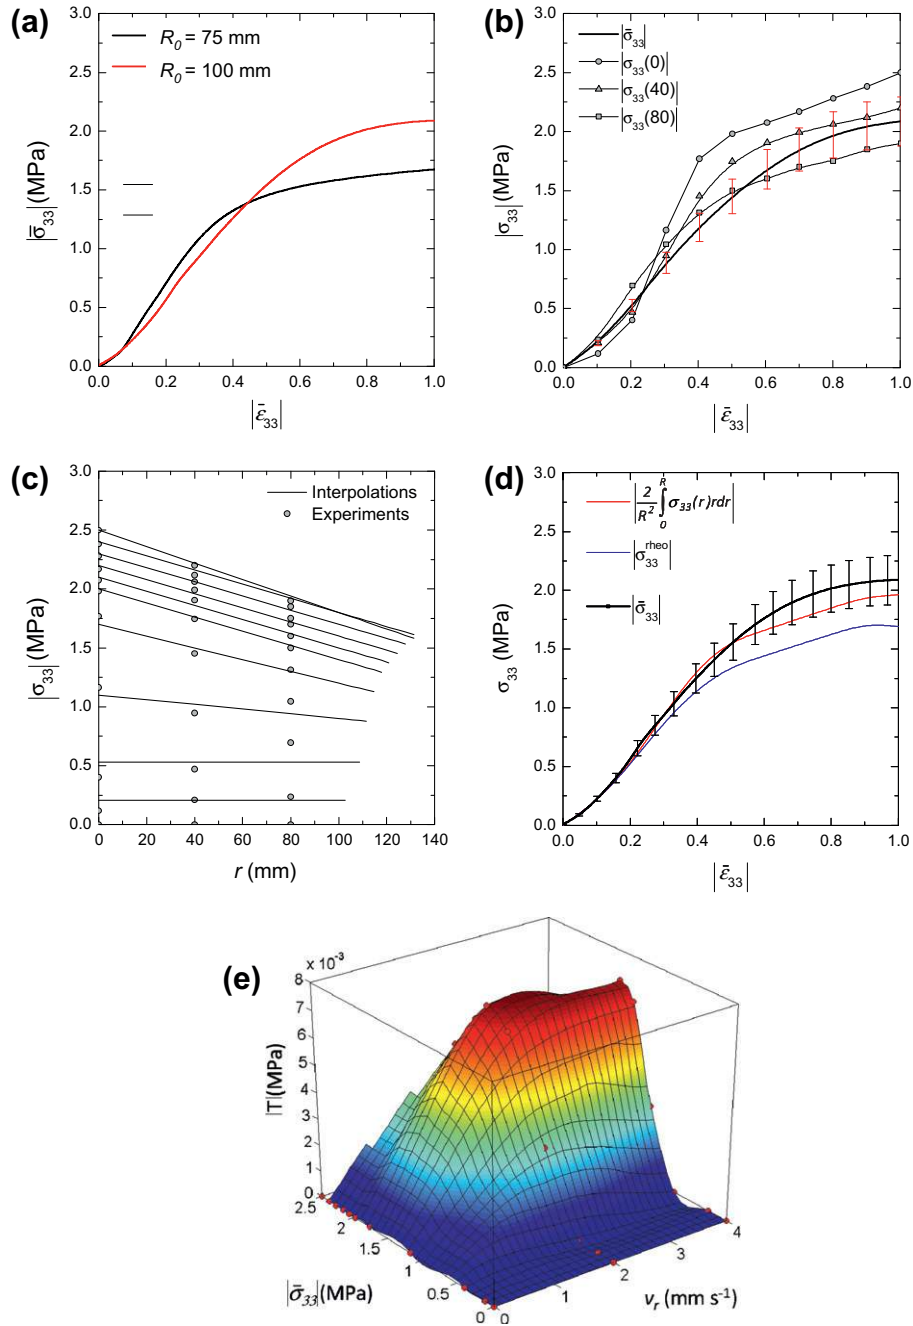 (a)
R₀ = 75 mm
R₀ = 100 mm
3.0
2.5
2.0
1.5
1.0
0.5
0.0
|σ̄₃₃| (MPa)
0.0 0.2 0.4 0.6 0.8 1.0
|ε̄₃₃|
(b)
|σ̄₃₃|
|σ₃₃(0)|
|σ₃₃(40)|
|σ₃₃(80)|
3.0
2.5
2.0
1.5
1.0
0.5
0.0
|σ₃₃| (MPa)
0.0 0.2 0.4 0.6 0.8 1.0
|ε̄₃₃|
(c)
Interpolations
Experiments
3.0
2.5
2.0
1.5
1.0
0.5
0.0
|σ₃₃| (MPa)
0 20 40 60 80 100 120 140
r (mm)
(d)
|2/R² ∫₀ᴿ σ₃₃(r)rdr|
|σ₃₃^rheo|
|σ̄₃₃|
3.0
2.5
2.0
1.5
1.0
0.5
0.0
σ₃₃ (MPa)
0.0 0.2 0.4 0.6 0.8 1.0
|ε̄₃₃|
(e)
x 10⁻³
8
7
6
5
4
3
2
1
0
|T|(MPa)
2.5 2 1.5 1 0.5 0
|σ̄₃₃|(MPa)
0 1 2 3 4
vᵣ (mm s⁻¹)